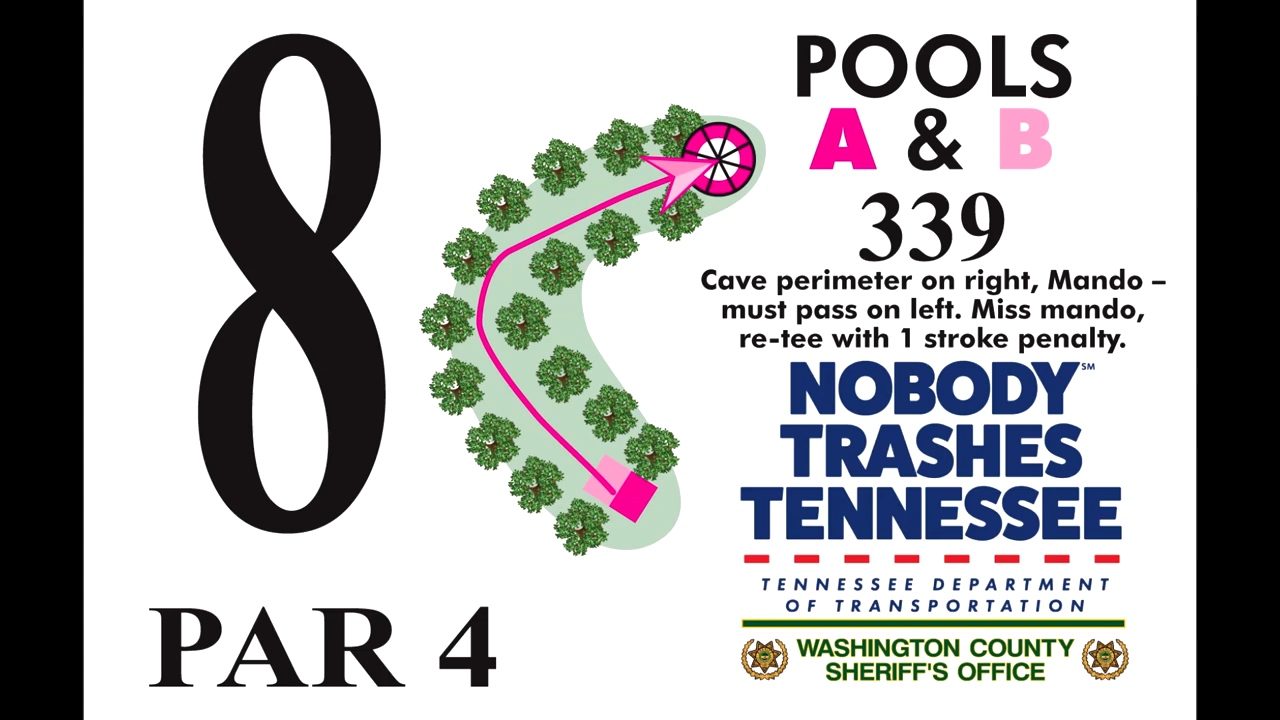 8
PAR 4
POOLS
A & B
339
Cave perimeter on right, Mando –
must pass on left. Miss mando,
re-tee with 1 stroke penalty.
NOBODY℠
TRASHES
TENNESSEE
TENNESSEE DEPARTMENT
OF TRANSPORTATION
WASHINGTON COUNTY
SHERIFF'S OFFICE